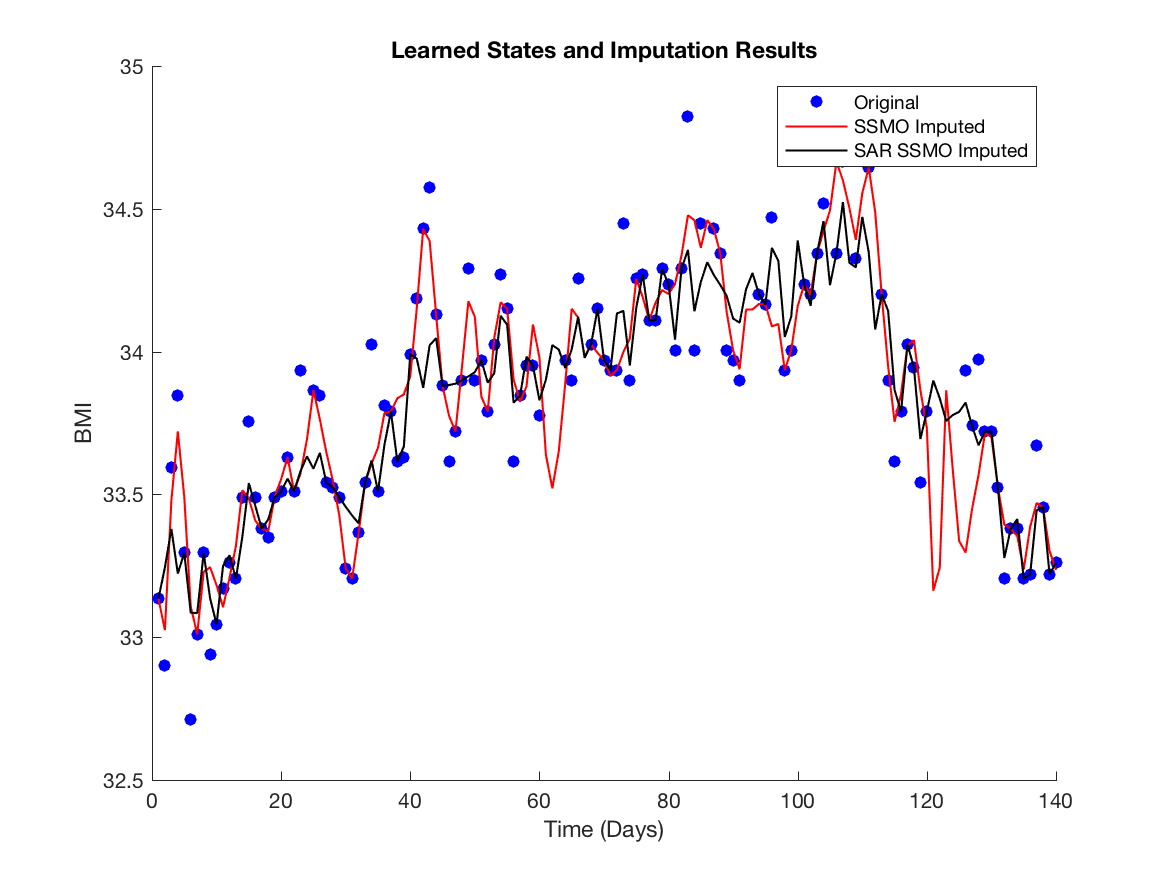 Learned States and Imputation Results
35
34.5
34
33.5
33
32.5
BMI
Original
SSMO Imputed
SAR SSMO Imputed
0 20 40 60 80 100 120 140
Time (Days)